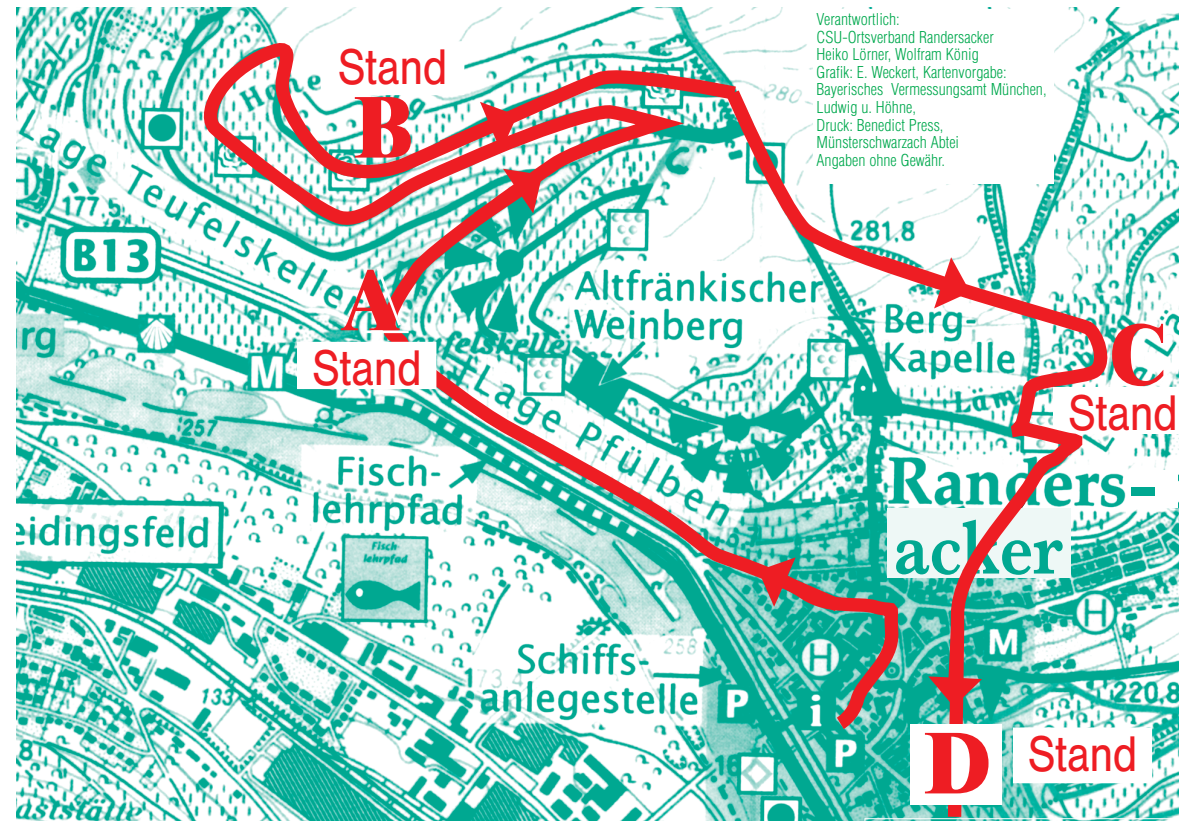 Verantwortlich:
CSU-Ortsverband Randersacker
Heiko Lörner, Wolfram König
Grafik: E. Weckert, Kartenvorgabe:
Bayerisches Vermessungsamt München,
Ludwig u. Höhne,
Druck: Benedict Press,
Münsterschwarzach Abtei
Angaben ohne Gewähr.
Stand
B
280
Lage Teufelskeller
177,5
B13
281,8
A
Stand
Altfränkischer
Weinberg
Berg-
Kapelle
C
Stand
rg
M
Lage Pfülben
257
Fisch-
lehrpfad
Randers-
acker
eidingsfeld
Fisch-
lehrpfad
H
H
M
Schiffs-
anlegestelle
258
133
P
i
P
220,8
D
Stand
aststätte